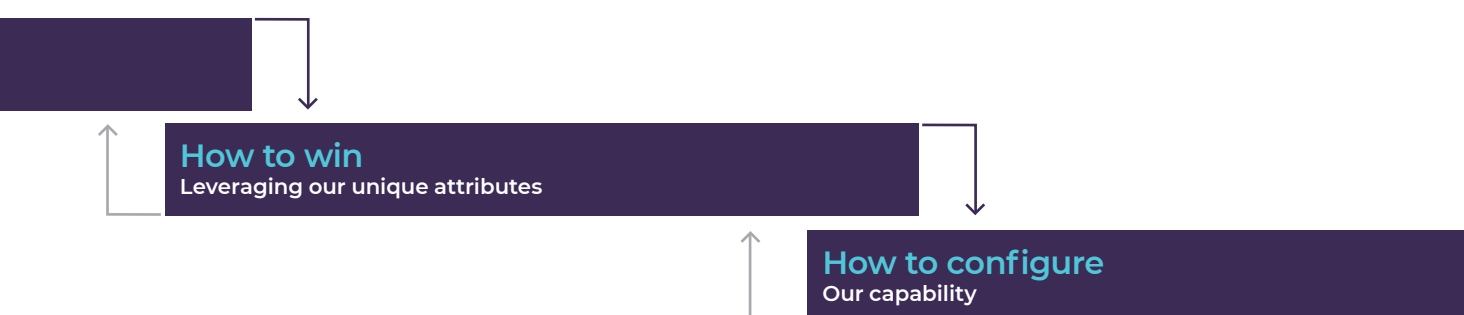 How to win
Leveraging our unique attributes
How to configure
Our capability